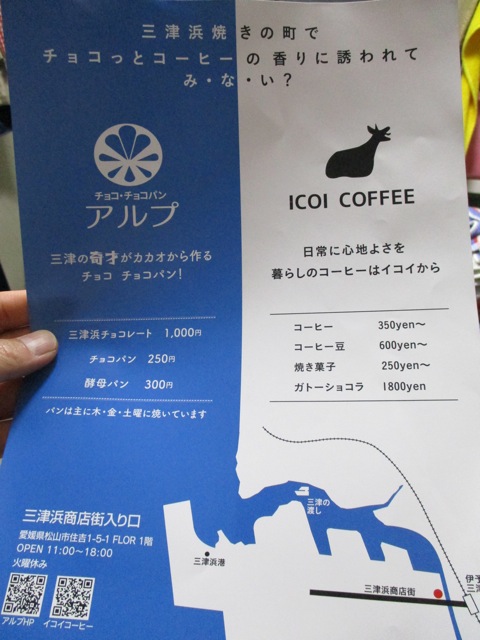 三津浜焼きの町で
チョコっとコーヒーの香りに誘われて
み・な・い？
チョコ・チョコパン
アルプ
三津の奇才がカカオから作る
チョコ チョコパン！
三津浜チョコレート 1,000円
チョコパン 250円
酵母パン 300円
パンは主に木・金・土曜に焼いています
ICOI COFFEE
日常に心地よさを
暮らしのコーヒーはイコイから
コーヒー 350yen〜
コーヒー豆 600yen〜
焼き菓子 250yen〜
ガトーショコラ 1800yen
三津の
渡し
三津浜港
三津浜商店街
伊予
三津
三津浜商店街入り口
愛媛県松山市住吉1-5-1 FLOR 1階
OPEN 11:00〜18:00
火曜休み
アルプHP イコイコーヒー